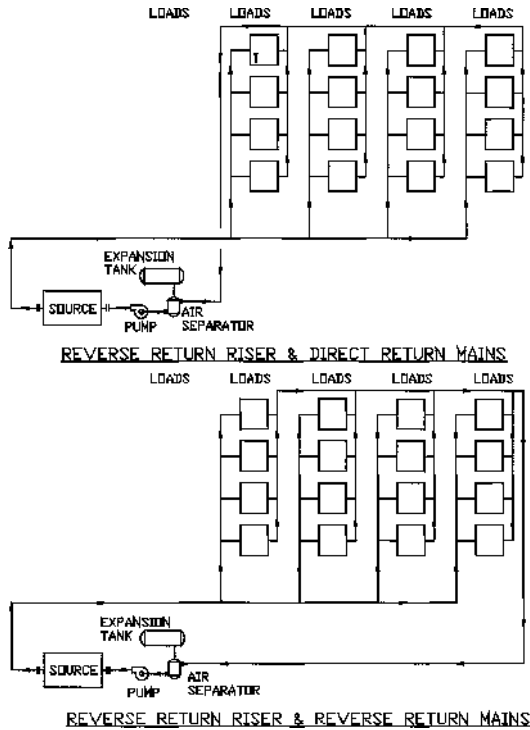 LOADS LOADS LOADS LOADS LOADS
T
EXPANSION
TANK
SOURCE
PUMP
AIR
SEPARATOR
REVERSE RETURN RISER & DIRECT RETURN MAINS
LOADS LOADS LOADS LOADS LOADS
EXPANSION
TANK
SOURCE
PUMP
AIR
SEPARATOR
REVERSE RETURN RISER & REVERSE RETURN MAINS